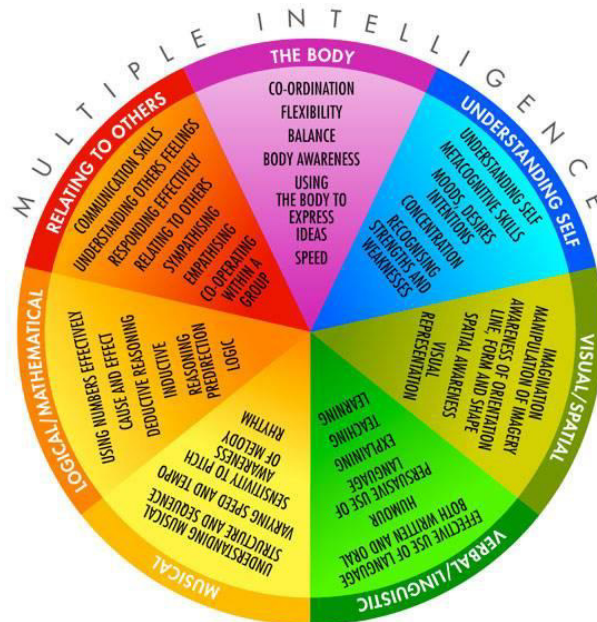 MULTIPLE INTELLIGENCE
THE BODY
CO-ORDINATION
FLEXIBILITY
BALANCE
BODY AWARENESS
USING
THE BODY TO
EXPRESS
IDEAS
SPEED
UNDERSTANDING SELF
UNDERSTANDING SELF
METACOGNITIVE SKILLS
MOODS, DESIRES
INTENTIONS
CONCENTRATION
RECOGNISING
STRENGTHS AND
WEAKNESSES
VISUAL/SPATIAL
IMAGINATION
MANIPULATION OF IMAGERY
AWARENESS OF ORIENTATION
LINE, FORM AND SHAPE
SPATIAL AWARENESS
VISUAL
REPRESENTATION
VERBAL/LINGUISTIC
EFFECTIVE USE OF LANGUAGE
BOTH WRITTEN AND ORAL
HUMOUR
PERSUASIVE USE OF
LANGUAGE
EXPLAINING
TEACHING
LEARNING
MUSICAL
UNDERSTANDING MUSICAL
STRUCTURE AND SEQUENCE
VARYING SPEED AND TEMPO
SENSITIVITY TO PITCH
AWARENESS
OF MELODY
RHYTHM
LOGICAL/MATHEMATICAL
USING NUMBERS EFFECTIVELY
CAUSE AND EFFECT
DEDUCTIVE REASONING
INDUCTIVE
REASONING
PREDRECTION
LOGIC
RELATING TO OTHERS
COMMUNICATION SKILLS
UNDERSTANDING OTHERS FEELINGS
RESPONDING EFFECTIVELY
RELATING TO OTHERS
SYMPATHISING
EMPATHISING
CO-OPERATING
WITHIN A
GROUP